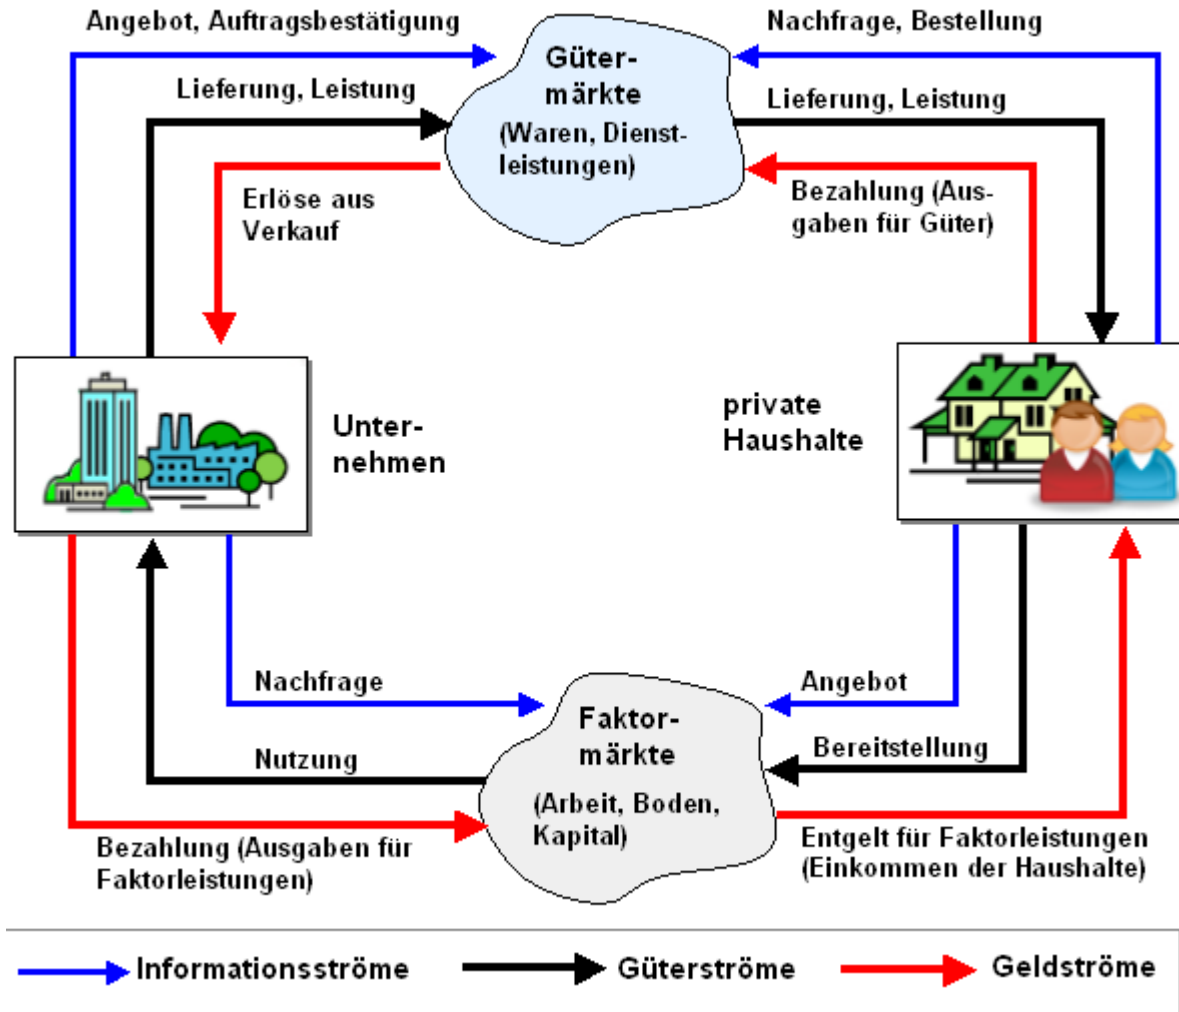 Angebot, Auftragsbestätigung
Nachfrage, Bestellung
Güter-
märkte
(Waren, Dienst-
leistungen)
Lieferung, Leistung
Lieferung, Leistung
Erlöse aus
Verkauf
Bezahlung (Aus-
gaben für Güter)
Unter-
nehmen
private
Haushalte
Nachfrage
Angebot
Faktor-
märkte
(Arbeit, Boden,
Kapital)
Nutzung
Bereitstellung
Bezahlung (Ausgaben für
Faktorleistungen)
Entgelt für Faktorleistungen
(Einkommen der Haushalte)
Informationsströme
Güterströme
Geldströme